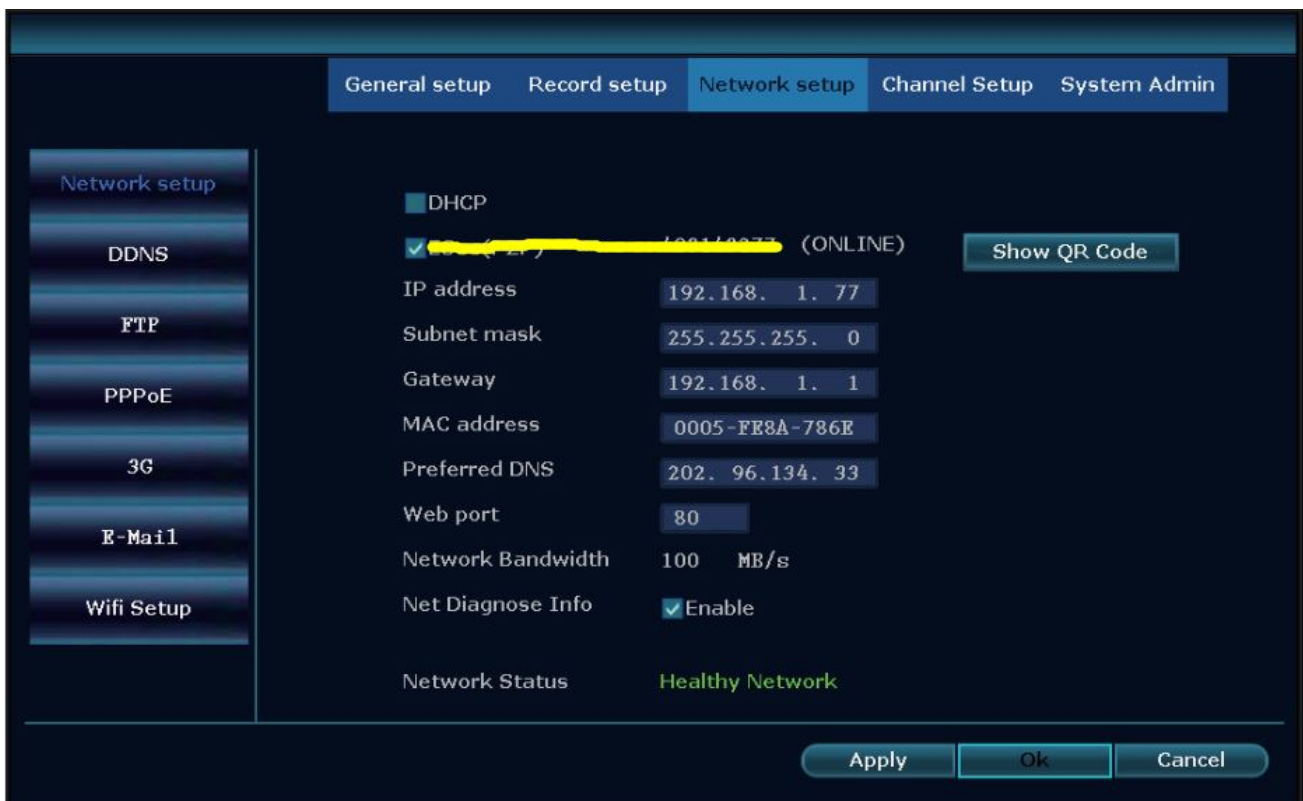 General setup Record setup Network setup Channel Setup System Admin
Network setup
DDNS
FTP
PPPoE
3G
E-Mail
Wifi Setup
DHCP
(ONLINE) Show QR Code
IP address 192.168. 1. 77
Subnet mask 255.255.255. 0
Gateway 192.168. 1. 1
MAC address 0005-FE8A-786E
Preferred DNS 202. 96.134. 33
Web port 80
Network Bandwidth 100 MB/s
Net Diagnose Info Enable
Network Status Healthy Network
Apply Ok Cancel